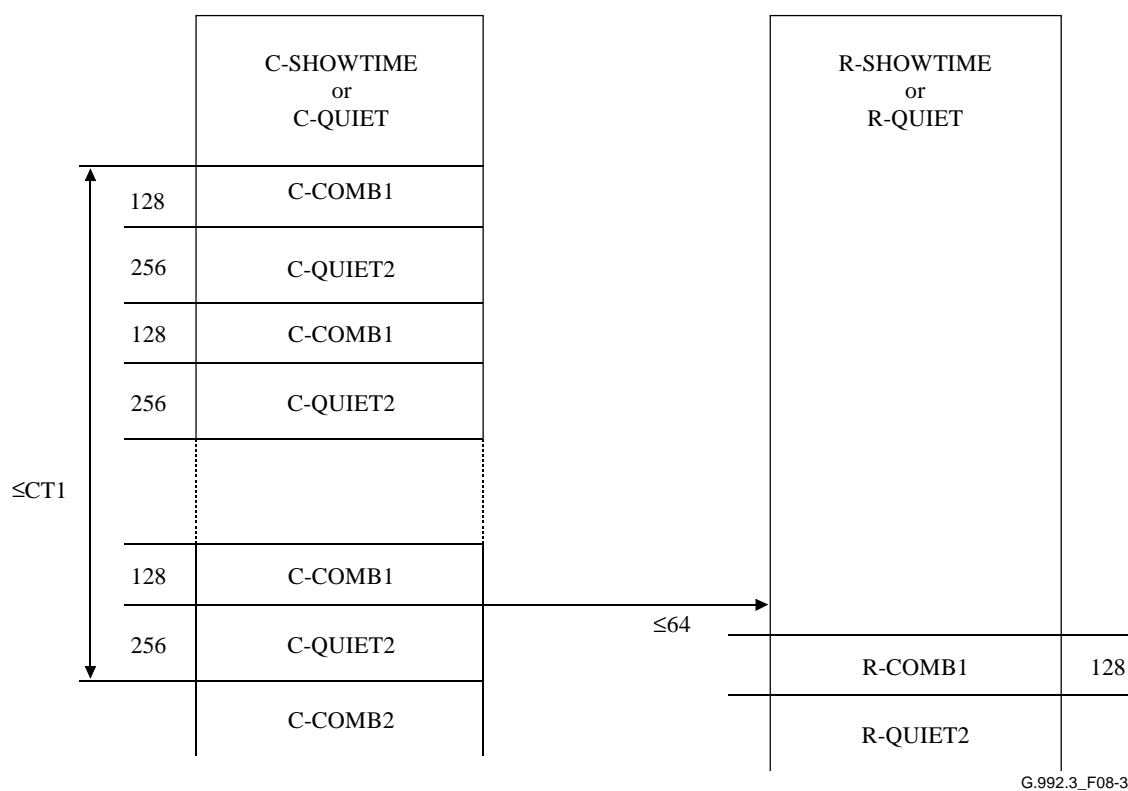 C-SHOWTIME
or
C-QUIET
R-SHOWTIME
or
R-QUIET
128
C-COMB1
256
C-QUIET2
128
C-COMB1
256
C-QUIET2
≤CT1
128
C-COMB1
≤64
256
C-QUIET2
R-COMB1
128
C-COMB2
R-QUIET2
G.992.3_F08-3